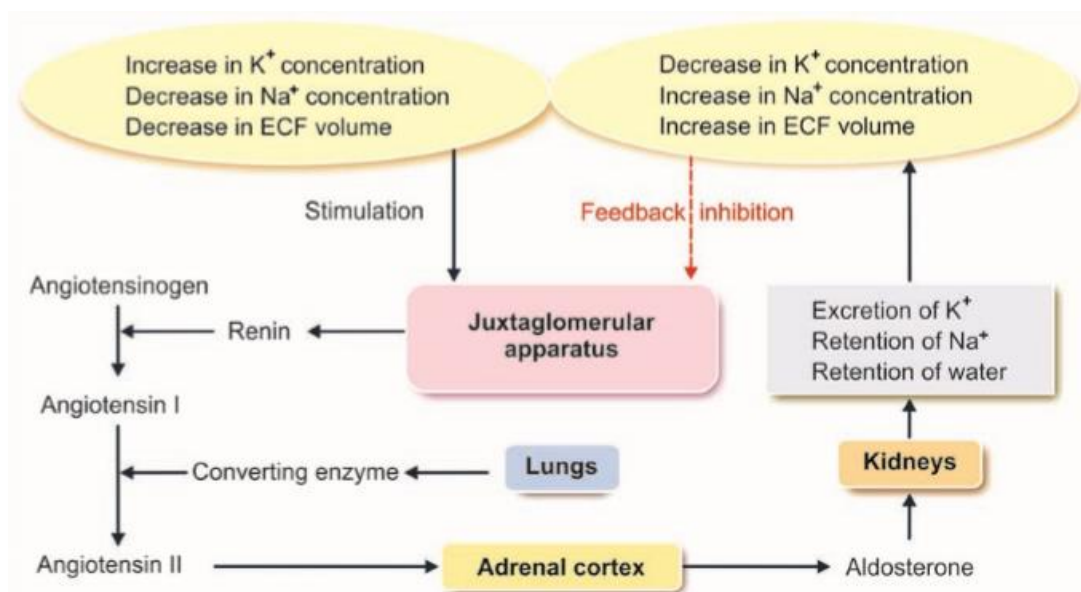 Increase in K⁺ concentration
Decrease in Na⁺ concentration
Decrease in ECF volume
Decrease in K⁺ concentration
Increase in Na⁺ concentration
Increase in ECF volume
Stimulation
Feedback inhibition
Angiotensinogen
Renin
Juxtaglomerular
apparatus
Excretion of K⁺
Retention of Na⁺
Retention of water
Angiotensin I
Converting enzyme
Lungs
Kidneys
Angiotensin II
Adrenal cortex
Aldosterone